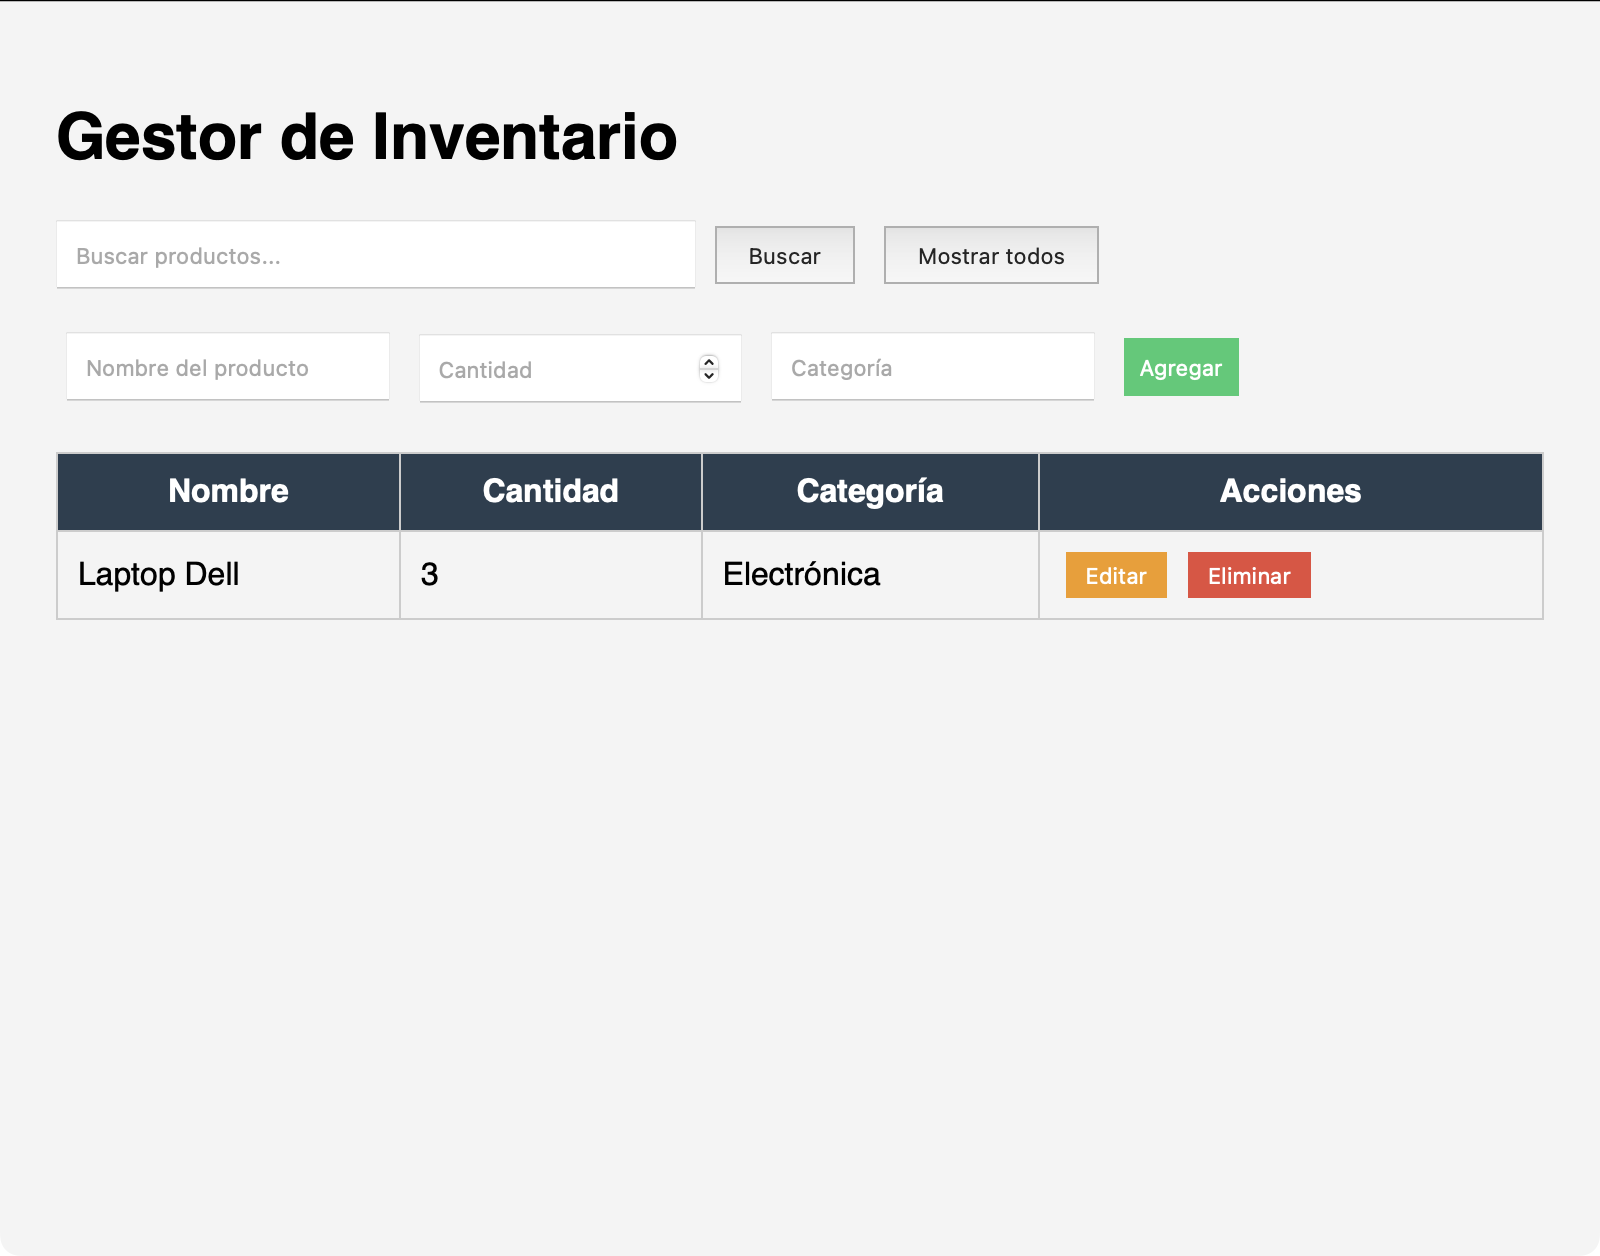 Gestor de Inventario
Buscar productos... Buscar Mostrar todos
Nombre del producto Cantidad Categoría Agregar
Nombre Cantidad Categoría Acciones
Laptop Dell 3 Electrónica Editar Eliminar